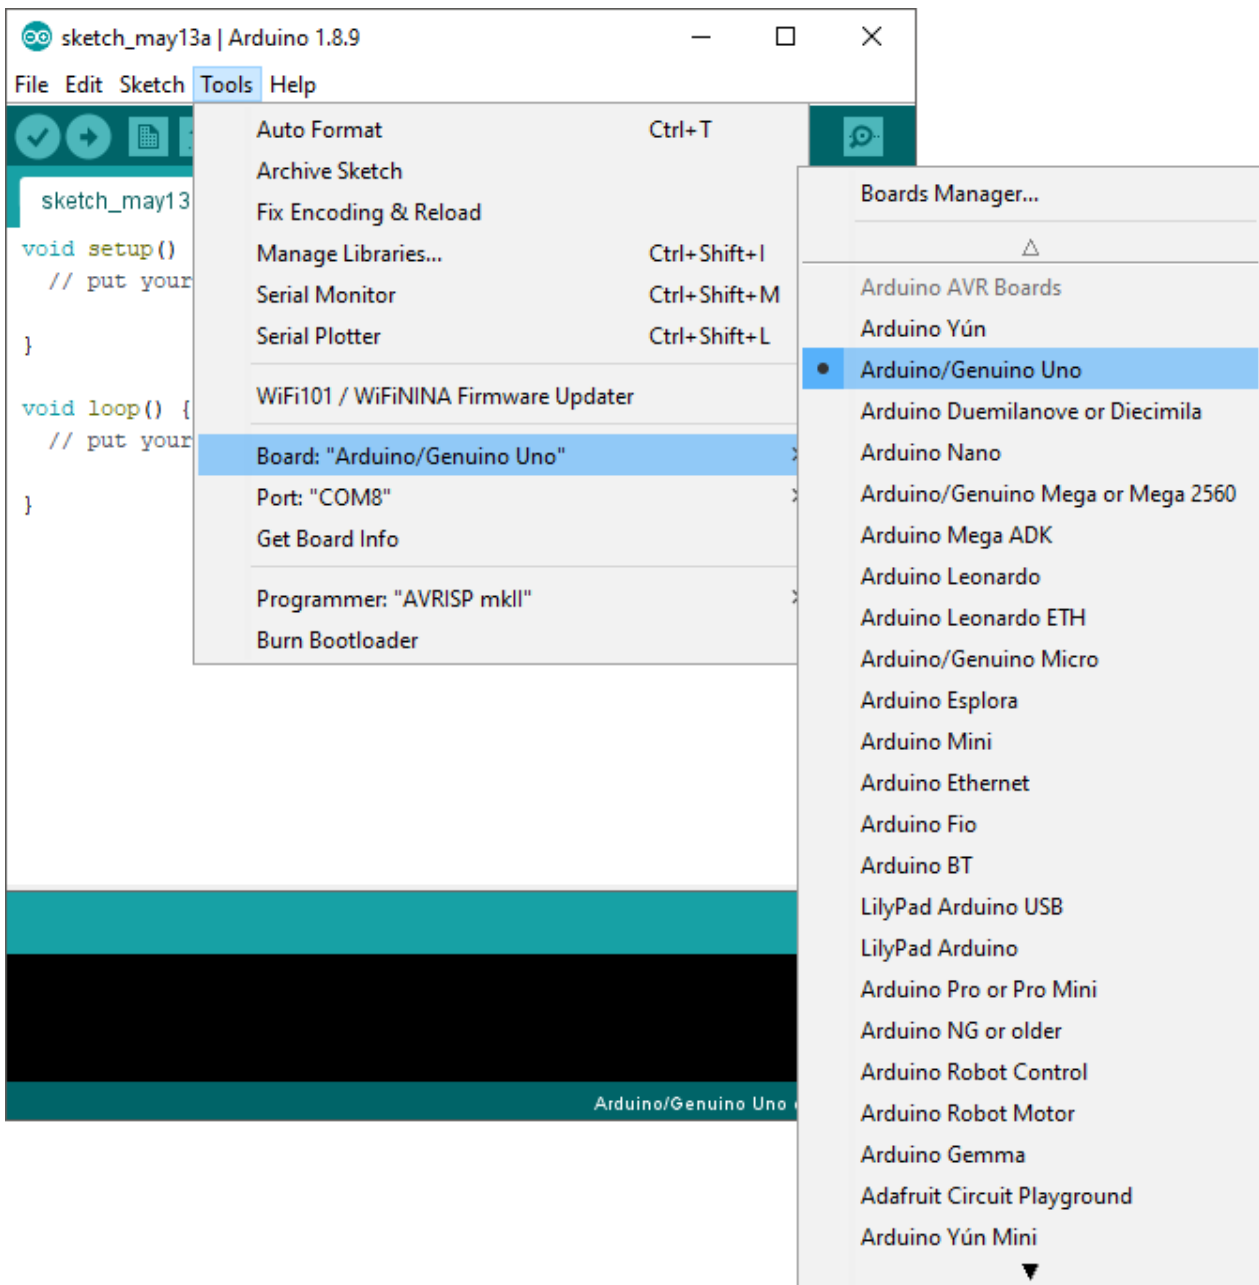 sketch_may13a | Arduino 1.8.9
File Edit Sketch Tools Help
Auto Format Ctrl+T
Archive Sketch
Fix Encoding & Reload
Manage Libraries... Ctrl+Shift+I
Serial Monitor Ctrl+Shift+M
Serial Plotter Ctrl+Shift+L
WiFi101 / WiFiNINA Firmware Updater
Board: "Arduino/Genuino Uno"
Port: "COM8"
Get Board Info
Programmer: "AVRISP mkII"
Burn Bootloader
Boards Manager...
Arduino AVR Boards
Arduino Yún
Arduino/Genuino Uno
Arduino Duemilanove or Diecimila
Arduino Nano
Arduino/Genuino Mega or Mega 2560
Arduino Mega ADK
Arduino Leonardo
Arduino Leonardo ETH
Arduino/Genuino Micro
Arduino Esplora
Arduino Mini
Arduino Ethernet
Arduino Fio
Arduino BT
LilyPad Arduino USB
LilyPad Arduino
Arduino Pro or Pro Mini
Arduino NG or older
Arduino Robot Control
Arduino Robot Motor
Arduino Gemma
Adafruit Circuit Playground
Arduino Yún Mini
sketch_may13
void setup()
// put your
}
void loop() {
// put your
}
Arduino/Genuino Uno